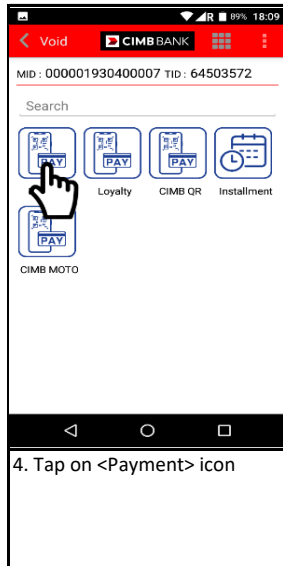 89% 18:09
Void CIMB BANK
MID : 000001930400007 TID : 64503572
Search
PAY PAY PAY
Loyalty CIMB QR Installment
PAY
CIMB MOTO
4. Tap on <Payment> icon